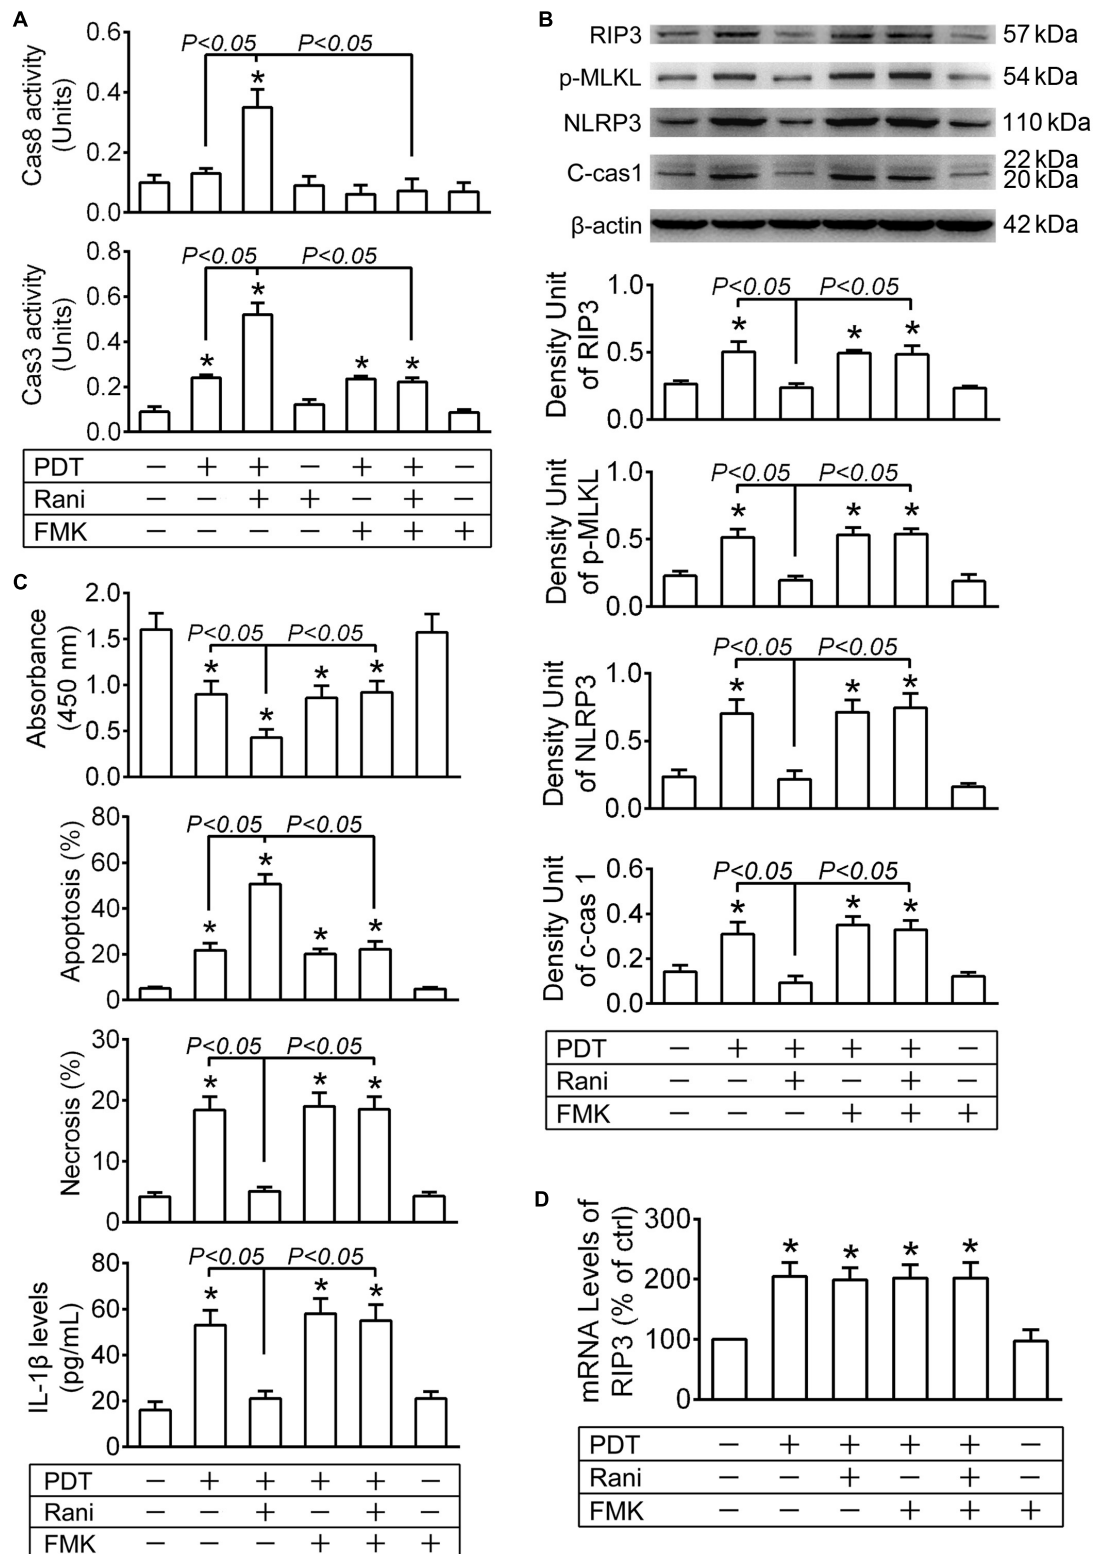 A
Cas8 activity
(Units)
0.6
0.4
0.2
0.0
P<0.05 P<0.05
*
Cas3 activity
(Units)
0.8
0.6
0.4
0.2
0.0
P<0.05 P<0.05
* * * *
PDT − + + − + + −
Rani − − + + − + −
FMK − − − − + + +
B
RIP3 57 kDa
p-MLKL 54 kDa
NLRP3 110 kDa
C-cas1 22 kDa
20 kDa
β-actin 42 kDa
Density Unit
of RIP3
1.0
0.5
0.0
P<0.05 P<0.05
* * *
Density Unit
of p-MLKL
1.0
0.5
0.0
P<0.05 P<0.05
* * *
Density Unit
of NLRP3
1.0
0.5
0.0
P<0.05 P<0.05
* * *
Density Unit
of c-cas 1
0.6
0.4
0.2
0.0
P<0.05 P<0.05
* * *
PDT − + + + + −
Rani − − + − + −
FMK − − − + + +
C
Absorbance
(450 nm)
2.0
1.5
1.0
0.5
0.0
P<0.05 P<0.05
* * * *
Apoptosis (%)
80
60
40
20
0
P<0.05 P<0.05
* * * *
Necrosis (%)
30
20
10
0
P<0.05 P<0.05
* * *
IL-1β levels
(pg/mL)
80
60
40
20
0
P<0.05 P<0.05
* * *
PDT − + + + + −
Rani − − + − + −
FMK − − − + + +
D
mRNA Levels of
RIP3 (% of ctrl)
300
200
100
0
* * * *
PDT − + + + + −
Rani − − + − + −
FMK − − − + + +